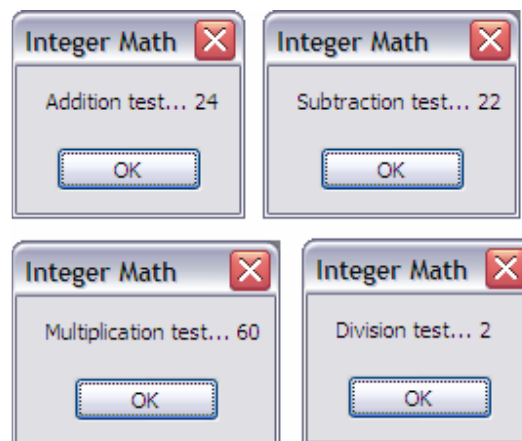 Integer Math
Addition test... 24
OK
Integer Math
Subtraction test... 22
OK
Integer Math
Multiplication test... 60
OK
Integer Math
Division test... 2
OK